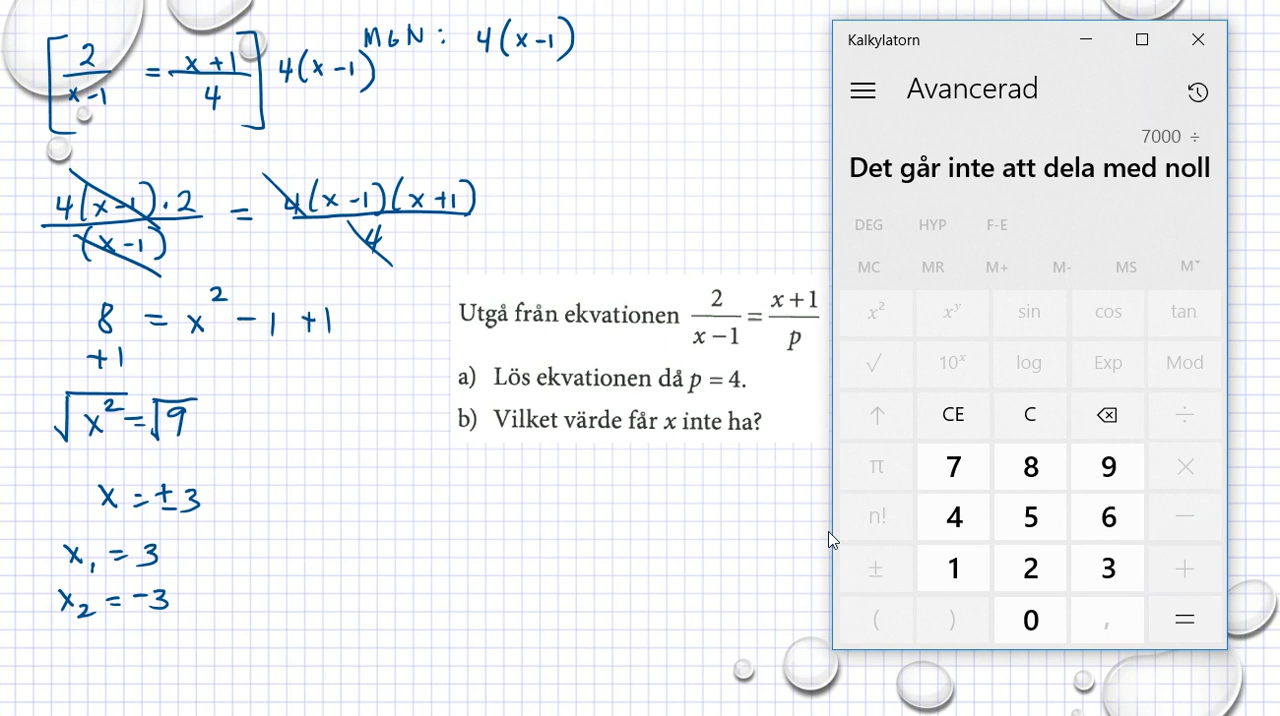 [2/(x-1) = (x+1)/4] 4(x-1)
MGN: 4(x-1)
4(x-1)·2/(x-1) = 4(x-1)(x+1)/4
8 = x² - 1 + 1
+1
√x² = √9
x = ±3
x₁ = 3
x₂ = -3
Utgå från ekvationen 2/(x−1) = (x+1)/p
a) Lös ekvationen då p = 4.
b) Vilket värde får x inte ha?
Kalkylatorn
Avancerad
7000 ÷
Det går inte att dela med noll
DEG HYP F-E
MC MR M+ M- MS M˅
x² xʸ sin cos tan
√ 10ˣ log Exp Mod
↑ CE C ⌫ ÷
π 7 8 9 ×
n! 4 5 6 −
± 1 2 3 +
( ) 0 , =